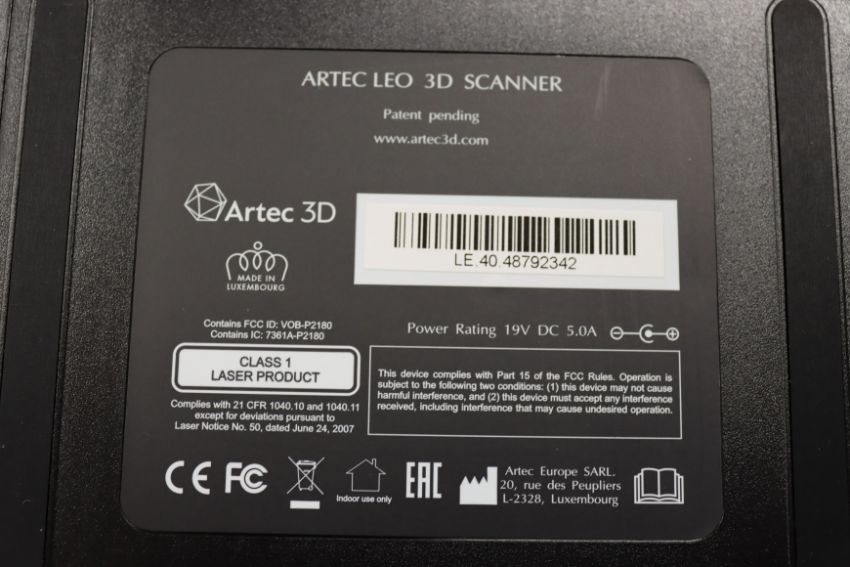 ARTEC LEO 3D SCANNER
Patent pending
www.artec3d.com
Artec 3D
MADE IN
LUXEMBOURG
LE.40.48792342
Contains FCC ID: VOB-P2180
Contains IC: 7361A-P2180
Power Rating 19V DC 5.0A
CLASS 1
LASER PRODUCT
Complies with 21 CFR 1040.10 and 1040.11
except for deviations pursuant to
Laser Notice No. 50, dated June 24, 2007
This device complies with Part 15 of the FCC Rules. Operation is
subject to the following two conditions: (1) this device may not cause
harmful interference, and (2) this device must accept any interference
received, including interference that may cause undesired operation.
CE FC
Indoor use only
EAC
Artec Europe SARL.
20, rue des Peupliers
L-2328, Luxembourg